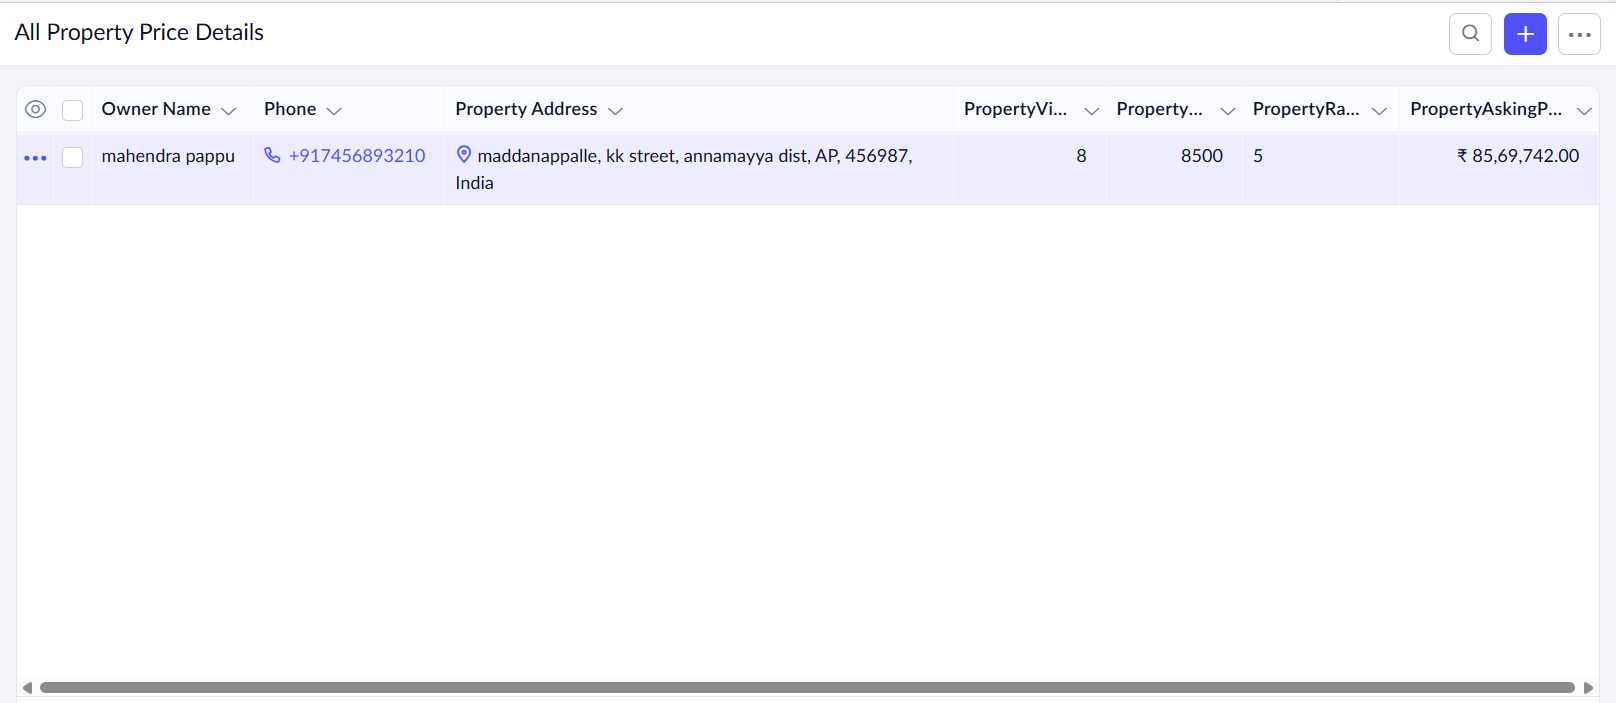 All Property Price Details
Owner Name Phone Property Address PropertyVi... Property... PropertyRa... PropertyAskingP...
mahendra pappu +917456893210 maddanappalle, kk street, annamayya dist, AP, 456987, 8 8500 5 ₹ 85,69,742.00
India